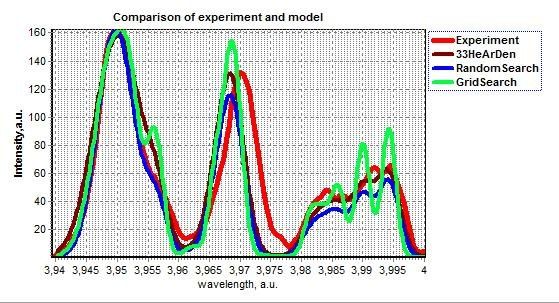 Comparison of experiment and model
Experiment
33HeArDen
RandomSearch
GridSearch
Intensity,a.u.
160
140
120
100
80
60
40
20
3,94 3,945 3,95 3,955 3,96 3,965 3,97 3,975 3,98 3,985 3,99 3,995 4
wavelength, a.u.